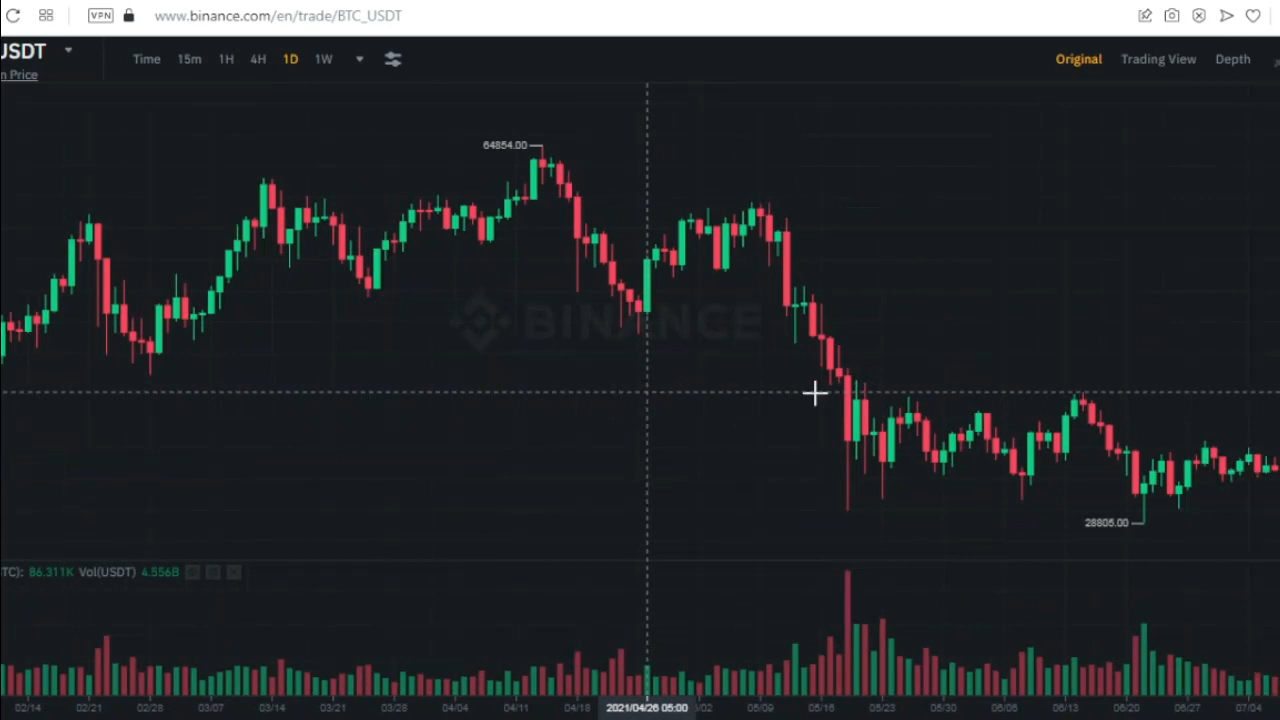 VPN www.binance.com/en/trade/BTC_USDT
USDT
n Price
Time 15m 1H 4H 1D 1W
Original Trading View Depth
64854.00
BINANCE
28805.00
TC): 86.311K Vol(USDT) 4.556B
02/14 02/21 02/28 03/07 03/14 03/21 03/28 04/04 04/11 04/18 2021/04/26 05:00 /02 05/09 05/16 05/23 05/30 06/06 06/13 06/20 06/27 07/04